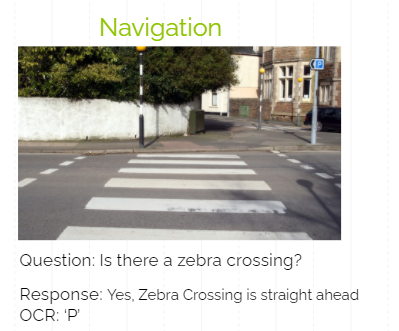 Navigation
P
Question: Is there a zebra crossing?
Response: Yes, Zebra Crossing is straight ahead
OCR: ‘P’